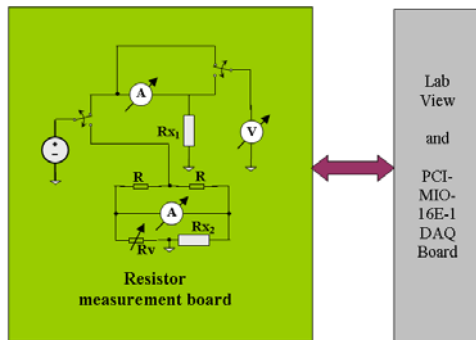 A
Rx1
V
+
−
R R
A
Rv Rx2
Resistor
measurement board
Lab
View
and
PCI-
MIO-
16E-1
DAQ
Board